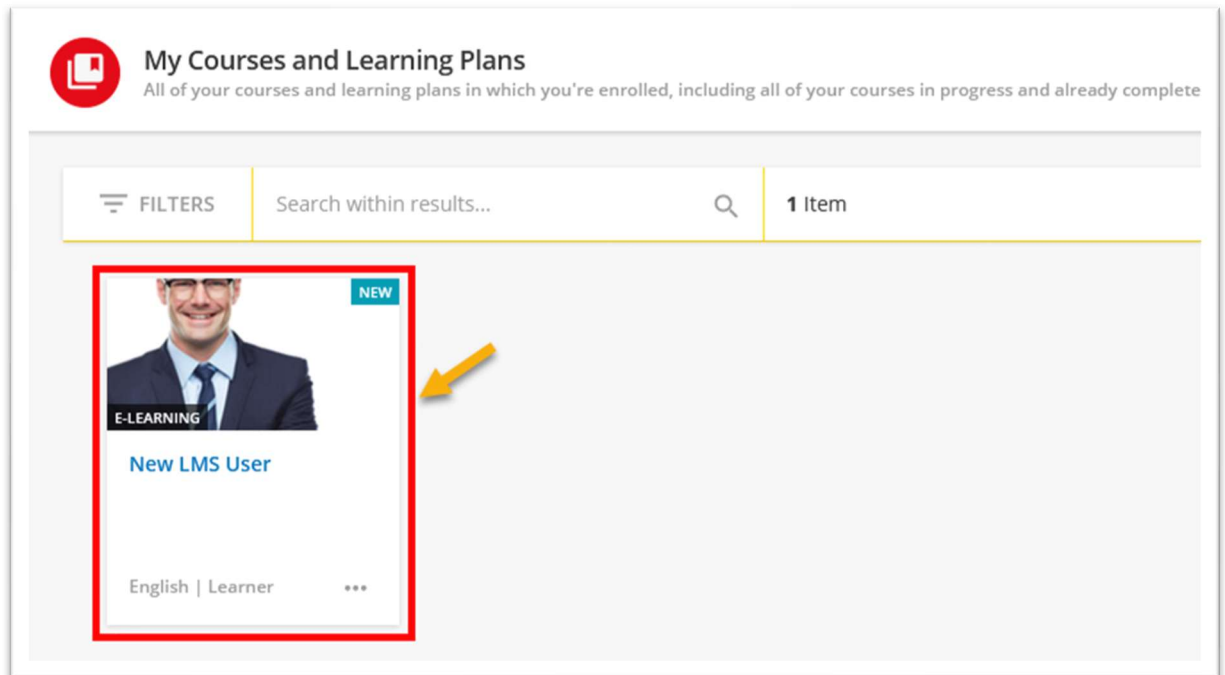 My Courses and Learning Plans
All of your courses and learning plans in which you're enrolled, including all of your courses in progress and already complete
FILTERS
Search within results...
1 Item
NEW
E-LEARNING
New LMS User
English | Learner